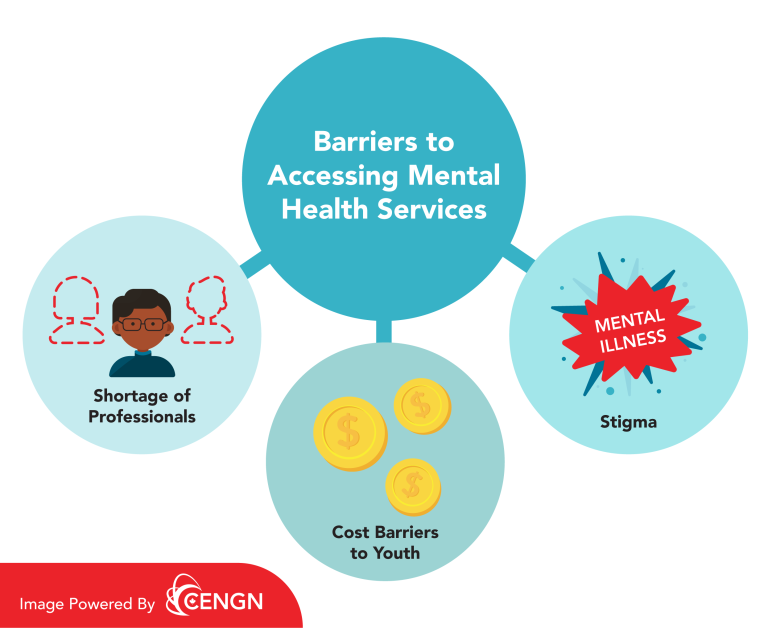 Barriers to
Accessing Mental
Health Services
Shortage of
Professionals
$
$
$
Cost Barriers
to Youth
MENTAL
ILLNESS
Stigma
Image Powered By CENGN